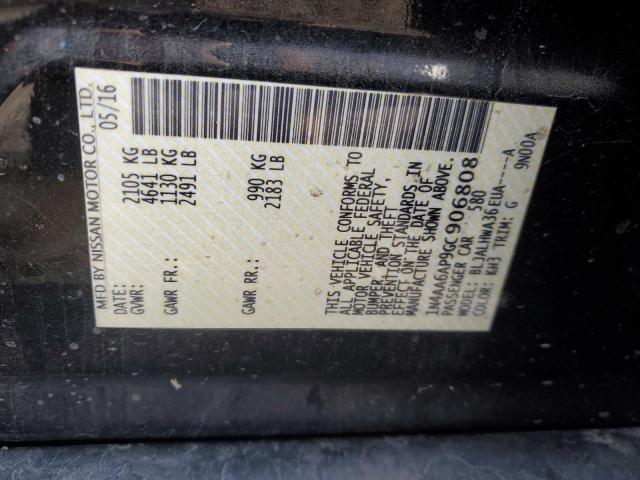 MFD BY NISSAN MOTOR CO., LTD.
DATE: 05/16
GVWR: 2105 KG
4641 LB
GAWR FR: 1130 KG
2491 LB
GAWR RR: 990 KG
2183 LB
THIS VEHICLE CONFORMS TO
ALL APPLICABLE FEDERAL
MOTOR VEHICLE SAFETY,
BUMPER, AND THEFT
PREVENTION STANDARDS IN
EFFECT ON THE DATE OF
MANUFACTURE SHOWN ABOVE.
1N4AA6AP9GC906808
PASSENGER CAR 580
MODEL: BLJALHWA36EUA-----A
COLOR: KH3 TRIM: G 9N00A